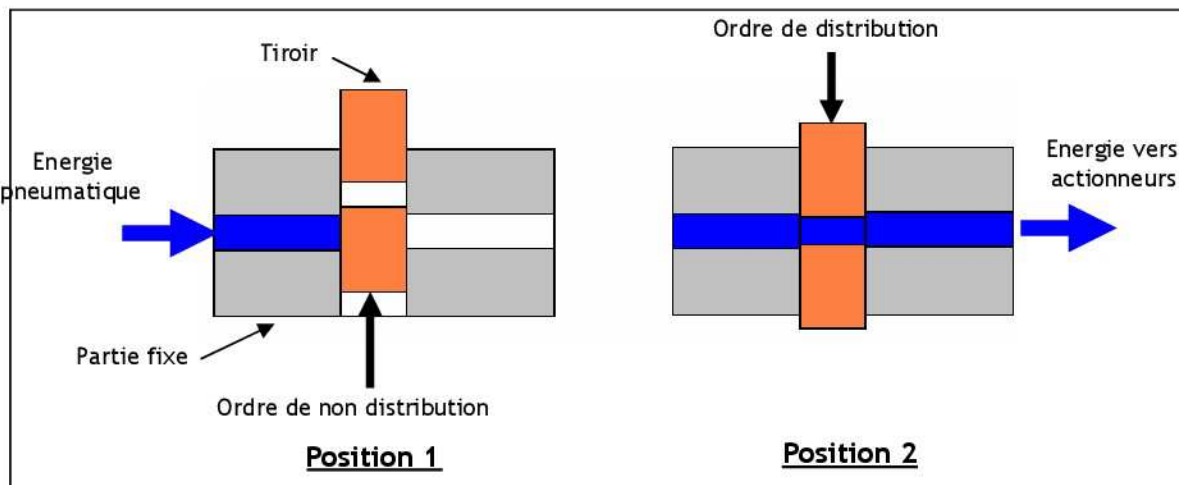 Tiroir
Energie
pneumatique
Partie fixe
Ordre de non distribution
Position 1
Ordre de distribution
Energie vers
actionneurs
Position 2